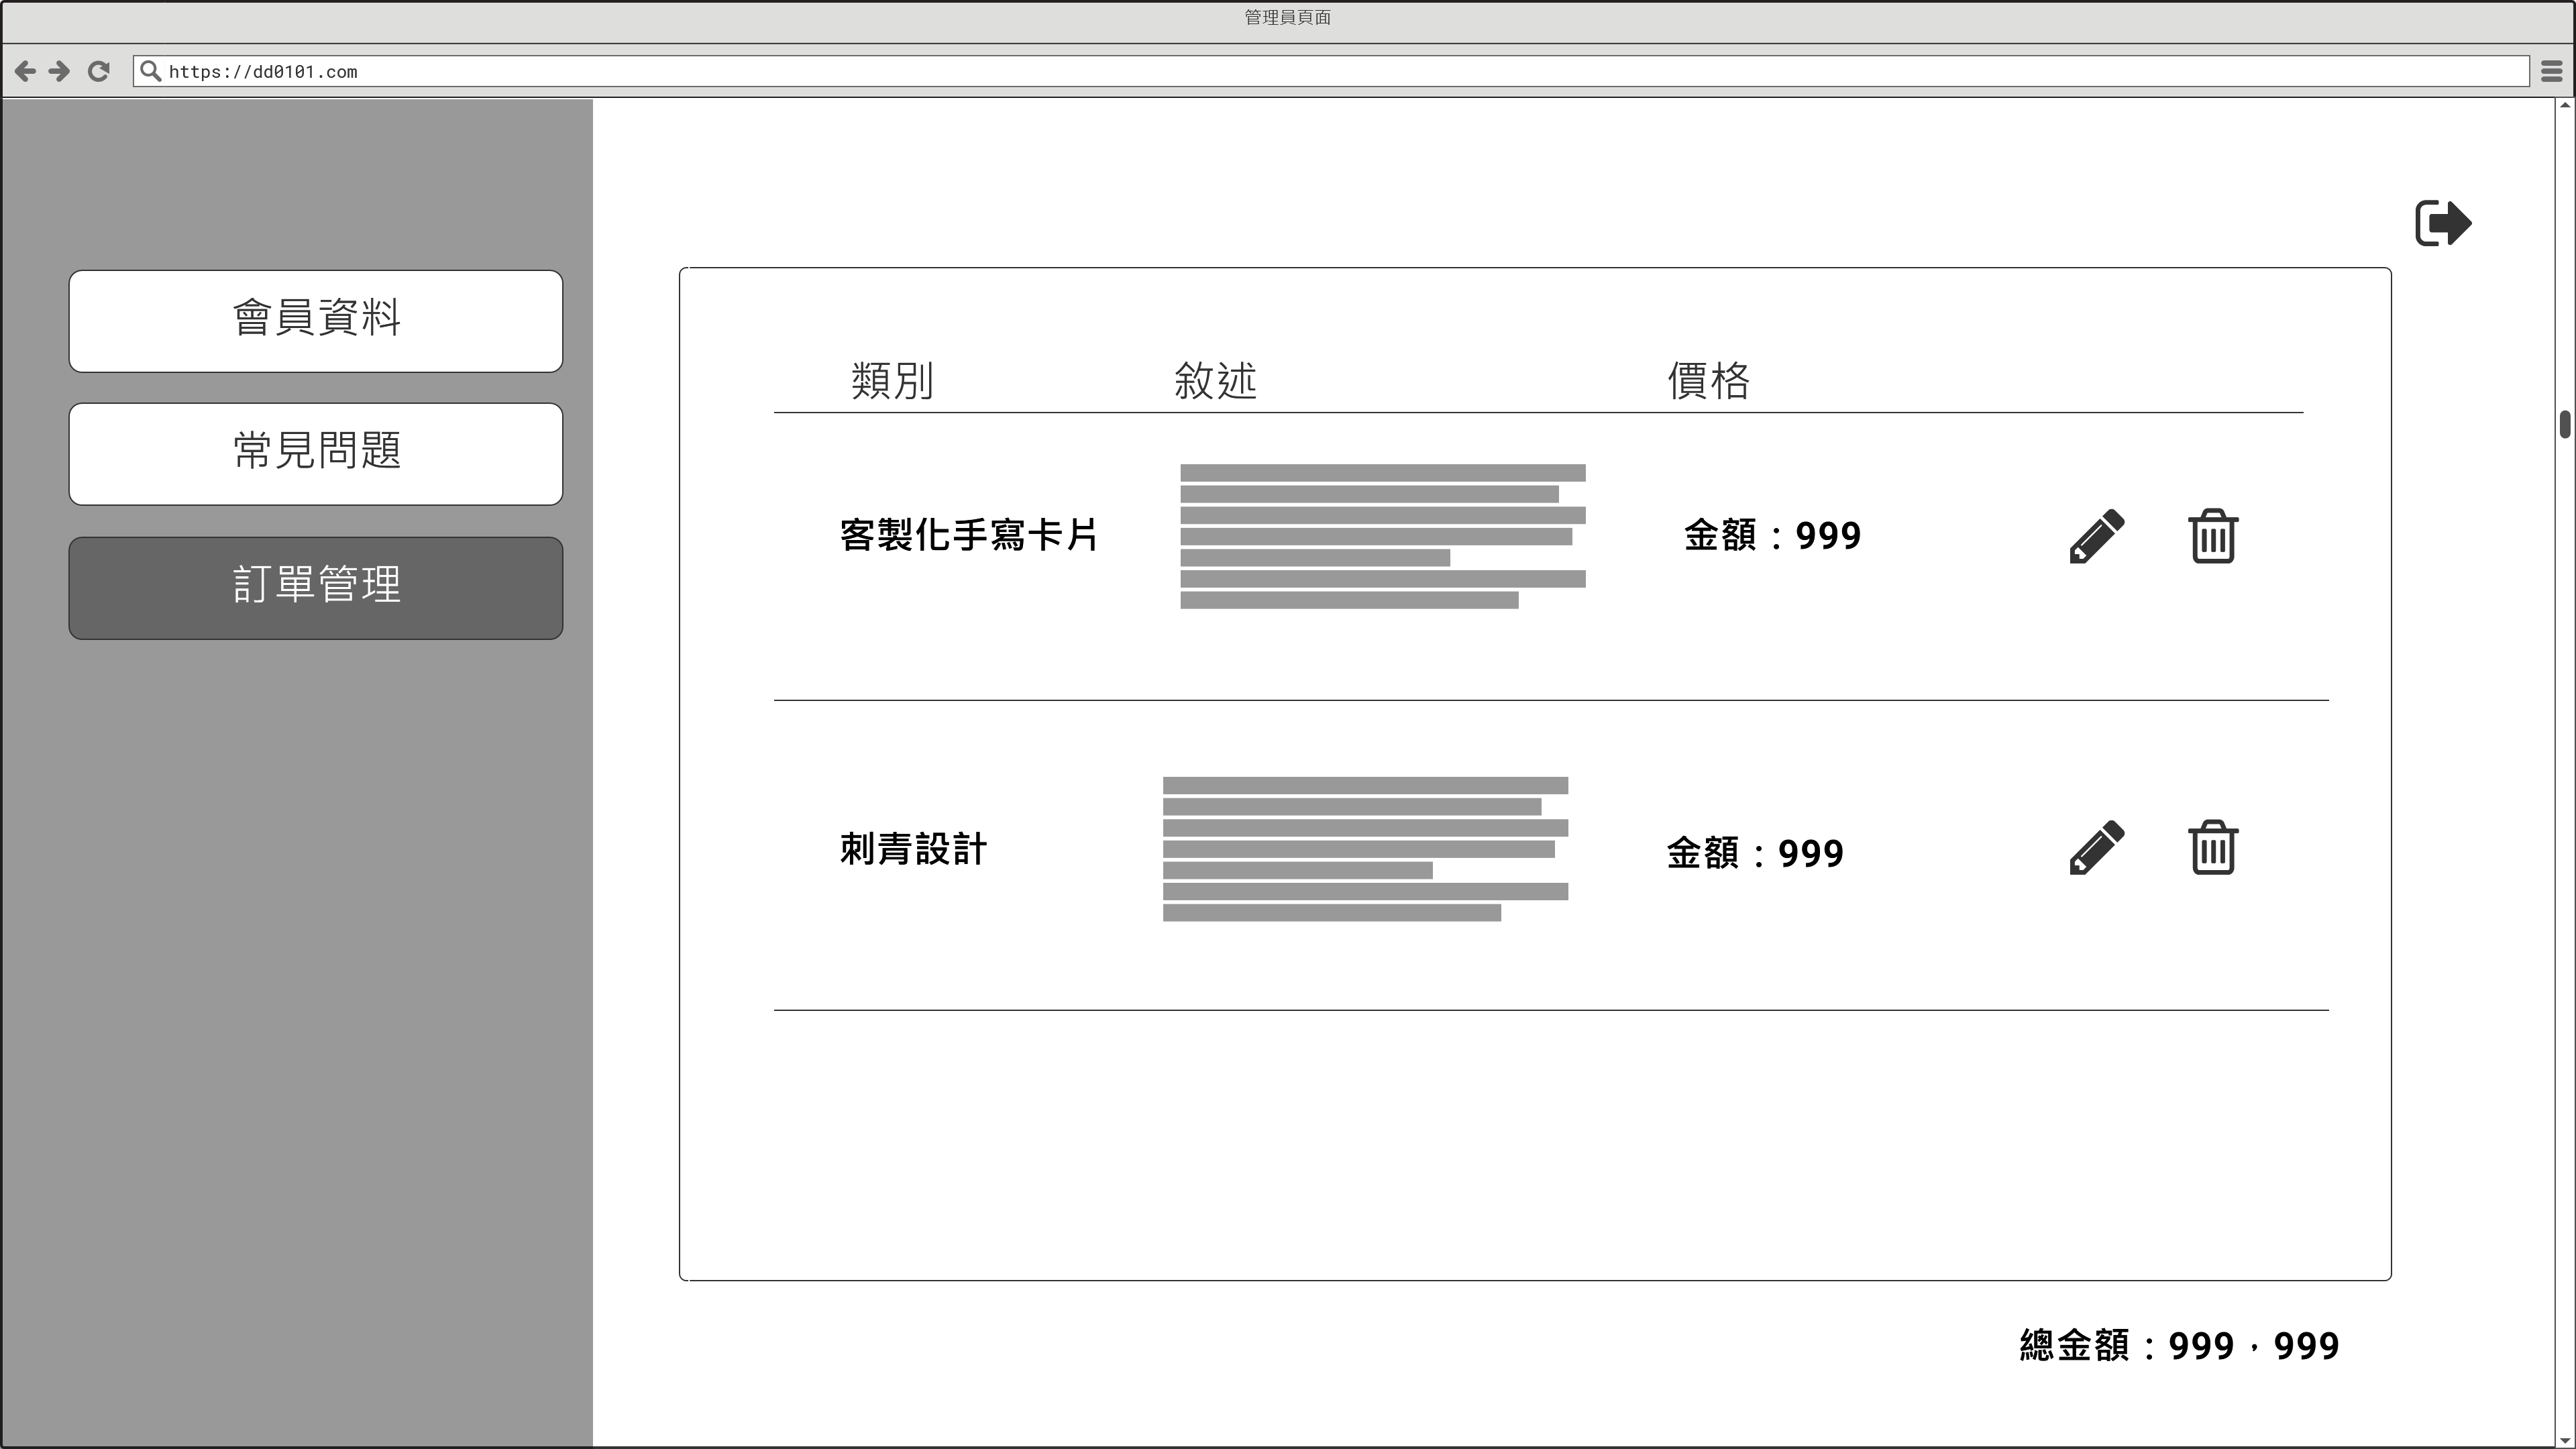 管理員頁面
https://dd0101.com
會員資料
常見問題
訂單管理
類別 敘述 價格
客製化手寫卡片 金額：999
刺青設計 金額：999
總金額：999，999